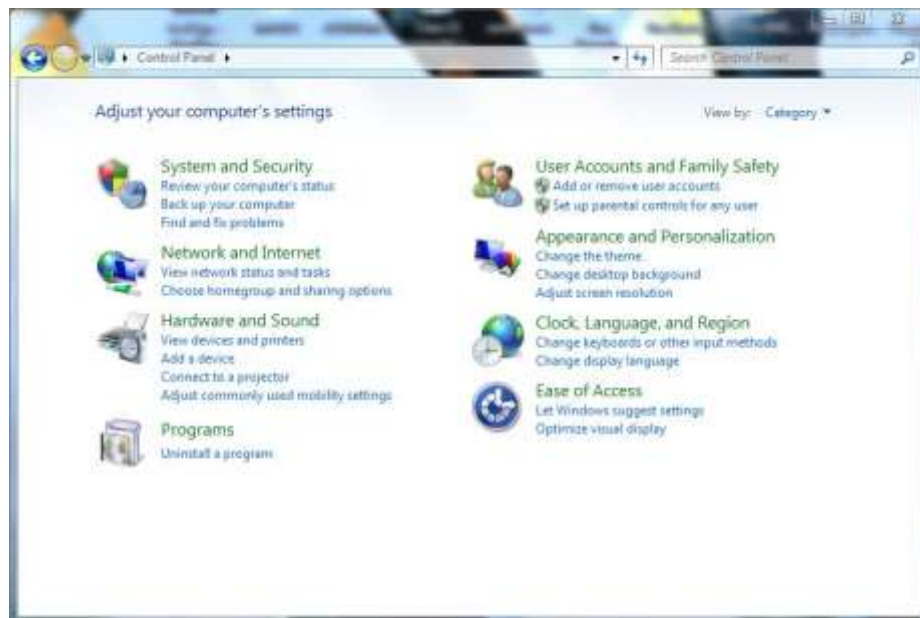 Control Panel
Search Control Panel
Adjust your computer's settings
View by: Category
System and Security
Review your computer's status
Back up your computer
Find and fix problems
Network and Internet
View network status and tasks
Choose homegroup and sharing options
Hardware and Sound
View devices and printers
Add a device
Connect to a projector
Adjust commonly used mobility settings
Programs
Uninstall a program
User Accounts and Family Safety
Add or remove user accounts
Set up parental controls for any user
Appearance and Personalization
Change the theme
Change desktop background
Adjust screen resolution
Clock, Language, and Region
Change keyboards or other input methods
Change display language
Ease of Access
Let Windows suggest settings
Optimize visual display